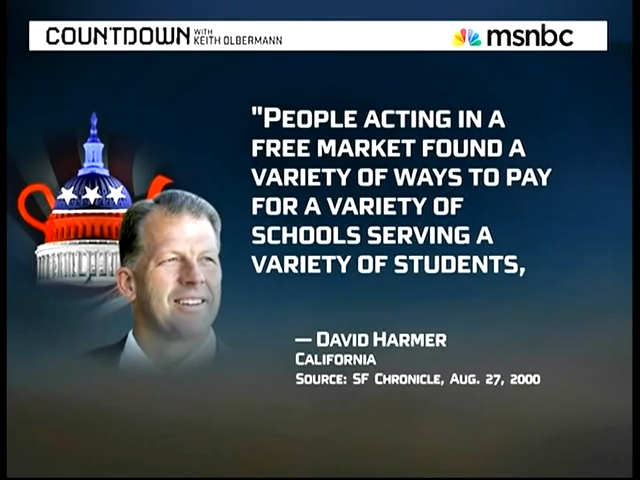 COUNTDOWN WITH KEITH OLBERMANN
msnbc
"PEOPLE ACTING IN A
FREE MARKET FOUND A
VARIETY OF WAYS TO PAY
FOR A VARIETY OF
SCHOOLS SERVING A
VARIETY OF STUDENTS,
— DAVID HARMER
CALIFORNIA
SOURCE: SF CHRONICLE, AUG. 27, 2000